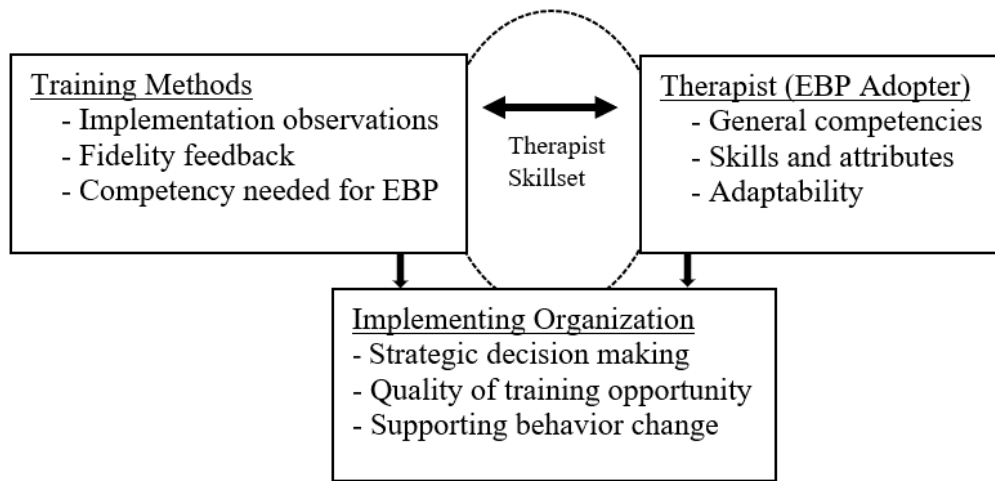 Training Methods
- Implementation observations
- Fidelity feedback
- Competency needed for EBP
Therapist
Skillset
Therapist (EBP Adopter)
- General competencies
- Skills and attributes
- Adaptability
Implementing Organization
- Strategic decision making
- Quality of training opportunity
- Supporting behavior change